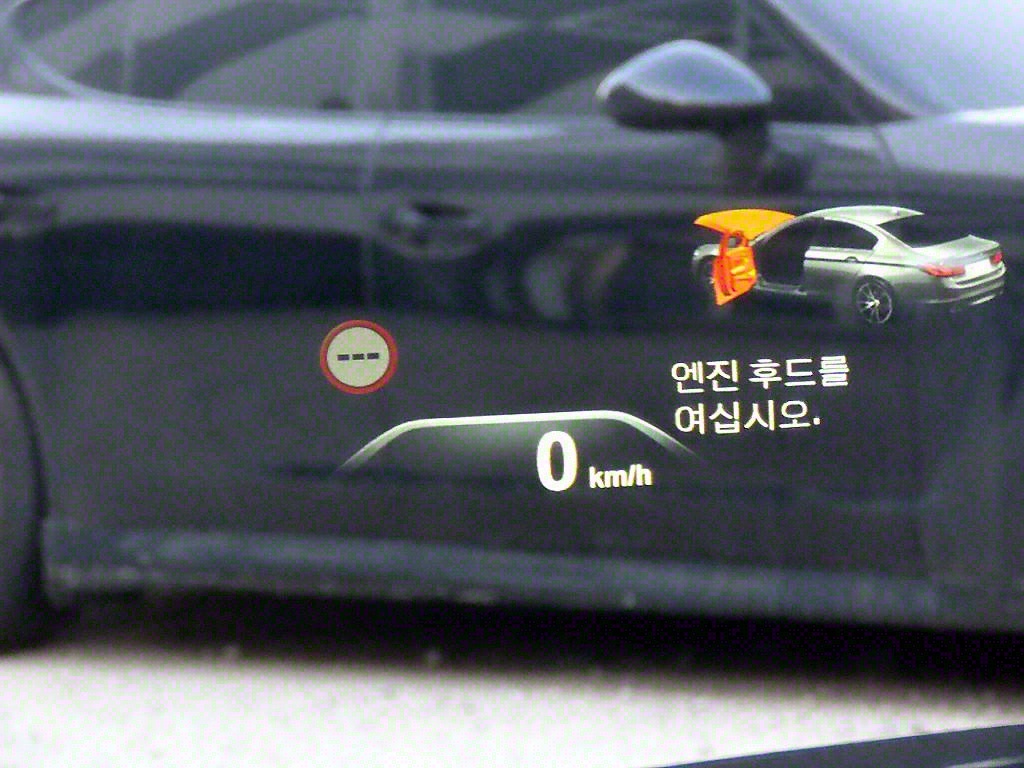 ---
엔진 후드를
여십시오.
0 km/h